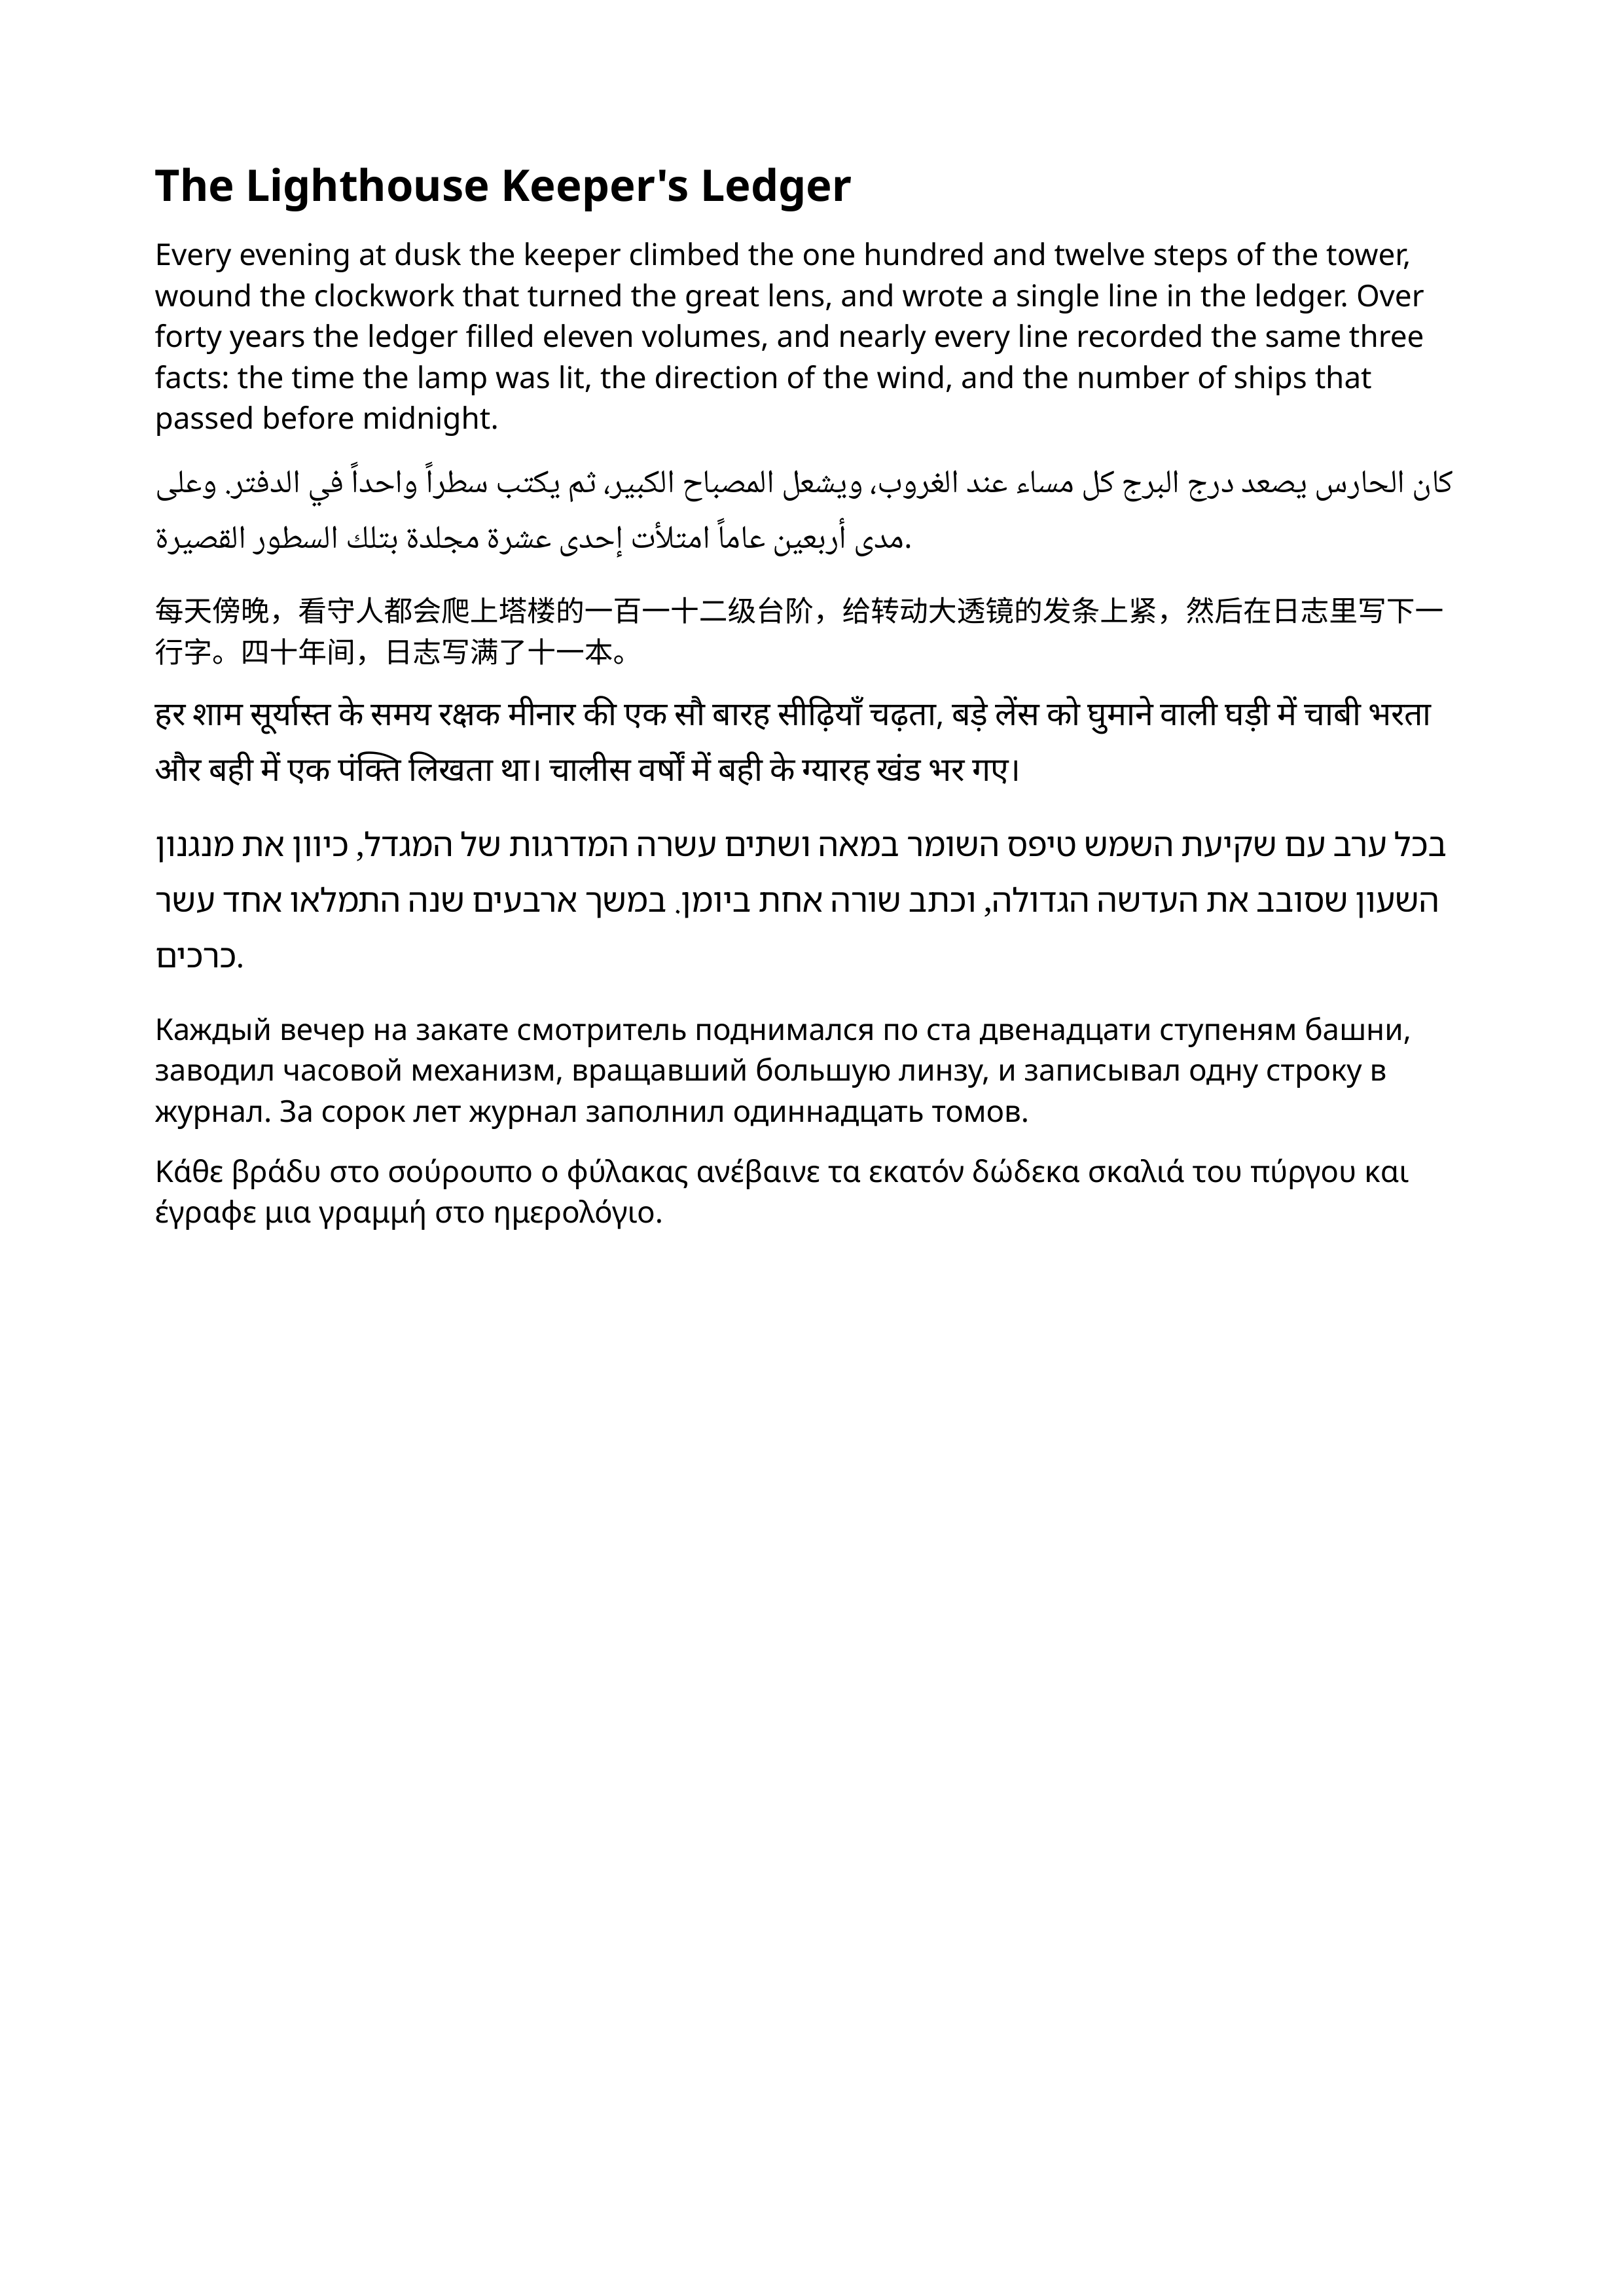 The Lighthouse Keeper's Ledger
Every evening at dusk the keeper climbed the one hundred and twelve steps of the tower,
wound the clockwork that turned the great lens, and wrote a single line in the ledger. Over
forty years the ledger filled eleven volumes, and nearly every line recorded the same three
facts: the time the lamp was lit, the direction of the wind, and the number of ships that
passed before midnight.
كان الحارس يصعد درج البرج كل مساء عند الغروب، ويشعل المصباح الكبير، ثم يكتب سطراً واحداً في الدفتر. وعلى
مدى أربعين عاماً امتلأت إحدى عشرة مجلدة بتلك السطور القصيرة.
每天傍晚，看守人都会爬上塔楼的一百一十二级台阶，给转动大透镜的发条上紧，然后在日志里写下一
行字。四十年间，日志写满了十一本。
हर शाम सूर्यास्त के समय रक्षक मीनार की एक सौ बारह सीढ़ियाँ चढ़ता, बड़े लेंस को घुमाने वाली घड़ी में चाबी भरता
और बही में एक पंक्ति लिखता था। चालीस वर्षों में बही के ग्यारह खंड भर गए।
בכל ערב עם שקיעת השמש טיפס השומר במאה ושתים עשרה המדרגות של המגדל, כיוון את מנגנון
השעון שסובב את העדשה הגדולה, וכתב שורה אחת ביומן. במשך ארבעים שנה התמלאו אחד עשר
כרכים.
Каждый вечер на закате смотритель поднимался по ста двенадцати ступеням башни,
заводил часовой механизм, вращавший большую линзу, и записывал одну строку в
журнал. За сорок лет журнал заполнил одиннадцать томов.
Κάθε βράδυ στο σούρουπο ο φύλακας ανέβαινε τα εκατόν δώδεκα σκαλιά του πύργου και
έγραφε μια γραμμή στο ημερολόγιο.